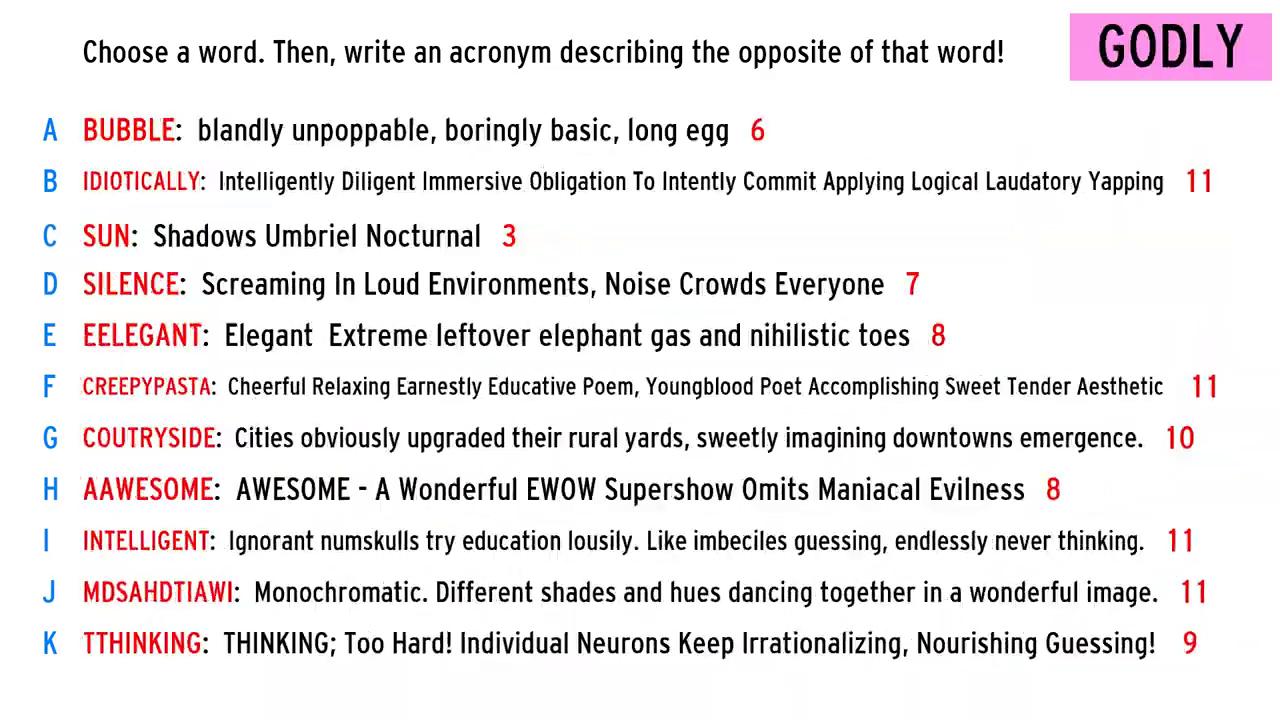 Choose a word. Then, write an acronym describing the opposite of that word!
GODLY
A BUBBLE: blandly unpoppable, boringly basic, long egg 6
B IDIOTICALLY: Intelligently Diligent Immersive Obligation To Intently Commit Applying Logical Laudatory Yapping 11
C SUN: Shadows Umbriel Nocturnal 3
D SILENCE: Screaming In Loud Environments, Noise Crowds Everyone 7
E EELEGANT: Elegant Extreme leftover elephant gas and nihilistic toes 8
F CREEPYPASTA: Cheerful Relaxing Earnestly Educative Poem, Youngblood Poet Accomplishing Sweet Tender Aesthetic 11
G COUTRYSIDE: Cities obviously upgraded their rural yards, sweetly imagining downtowns emergence. 10
H AAWESOME: AWESOME - A Wonderful EWOW Supershow Omits Maniacal Evilness 8
I INTELLIGENT: Ignorant numskulls try education lousily. Like imbeciles guessing, endlessly never thinking. 11
J MDSAHDTIAWI: Monochromatic. Different shades and hues dancing together in a wonderful image. 11
K TTHINKING: THINKING; Too Hard! Individual Neurons Keep Irrationalizing, Nourishing Guessing! 9